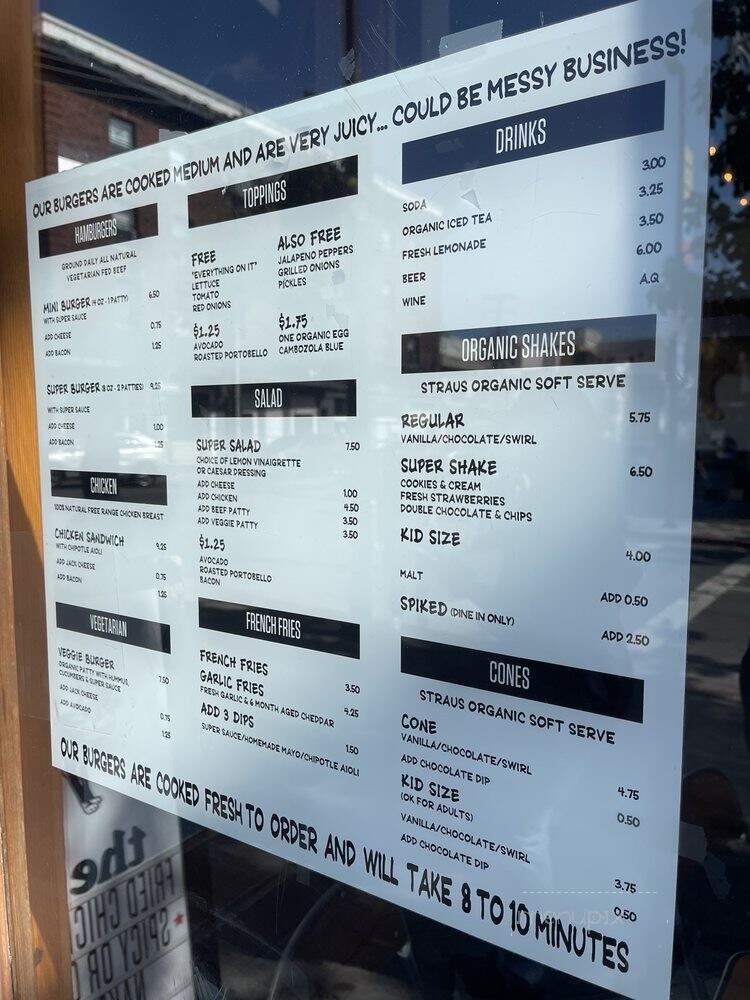 OUR BURGERS ARE COOKED MEDIUM AND ARE VERY JUICY... COULD BE MESSY BUSINESS!
HAMBURGERS
GROUND DAILY ALL NATURAL
VEGETARIAN FED BEEF
MINI BURGER (4 OZ - 1 PATTY) 6.50
WITH SUPER SAUCE
ADD CHEESE 0.75
ADD BACON 1.25
SUPER BURGER (8 OZ - 2 PATTIES) 9.25
WITH SUPER SAUCE
ADD CHEESE 1.00
ADD BACON 1.25
CHICKEN
100% NATURAL FREE RANGE CHICKEN BREAST
CHICKEN SANDWICH 9.25
WITH CHIPOTLE AIOLI
ADD JACK CHEESE 0.75
ADD BACON 1.25
VEGETARIAN
VEGGIE BURGER 7.50
ORGANIC PATTY WITH HUMMUS,
CUCUMBERS & SUPER SAUCE
ADD JACK CHEESE 0.75
ADD AVOCADO 1.25
TOPPINGS
FREE
"EVERYTHING ON IT"
LETTUCE
TOMATO
RED ONIONS
ALSO FREE
JALAPENO PEPPERS
GRILLED ONIONS
PICKLES
$1.25
AVOCADO
ROASTED PORTOBELLO
$1.75
ONE ORGANIC EGG
CAMBOZOLA BLUE
SALAD
SUPER SALAD 7.50
CHOICE OF LEMON VINAIGRETTE
OR CAESAR DRESSING
ADD CHEESE 1.00
ADD CHICKEN 4.50
ADD BEEF PATTY 3.50
ADD VEGGIE PATTY 3.50
$1.25
AVOCADO
ROASTED PORTOBELLO
BACON
FRENCH FRIES
FRENCH FRIES 3.50
GARLIC FRIES 4.25
FRESH GARLIC & 6 MONTH AGED CHEDDAR
ADD 3 DIPS 1.50
SUPER SAUCE/HOMEMADE MAYO/CHIPOTLE AIOLI
DRINKS
SODA 3.00
ORGANIC ICED TEA 3.25
FRESH LEMONADE 3.50
BEER 6.00
WINE A.Q.
ORGANIC SHAKES
STRAUS ORGANIC SOFT SERVE
REGULAR 5.75
VANILLA/CHOCOLATE/SWIRL
SUPER SHAKE 6.50
COOKIES & CREAM
FRESH STRAWBERRIES
DOUBLE CHOCOLATE & CHIPS
KID SIZE 4.00
MALT ADD 0.50
SPIKED (DINE IN ONLY) ADD 2.50
CONES
STRAUS ORGANIC SOFT SERVE
CONE 4.75
VANILLA/CHOCOLATE/SWIRL
ADD CHOCOLATE DIP 0.50
KID SIZE
(OK FOR ADULTS)
VANILLA/CHOCOLATE/SWIRL 3.75
ADD CHOCOLATE DIP 0.50
OUR BURGERS ARE COOKED FRESH TO ORDER AND WILL TAKE 8 TO 10 MINUTES
the
FRIED CHIC
SPICY OR